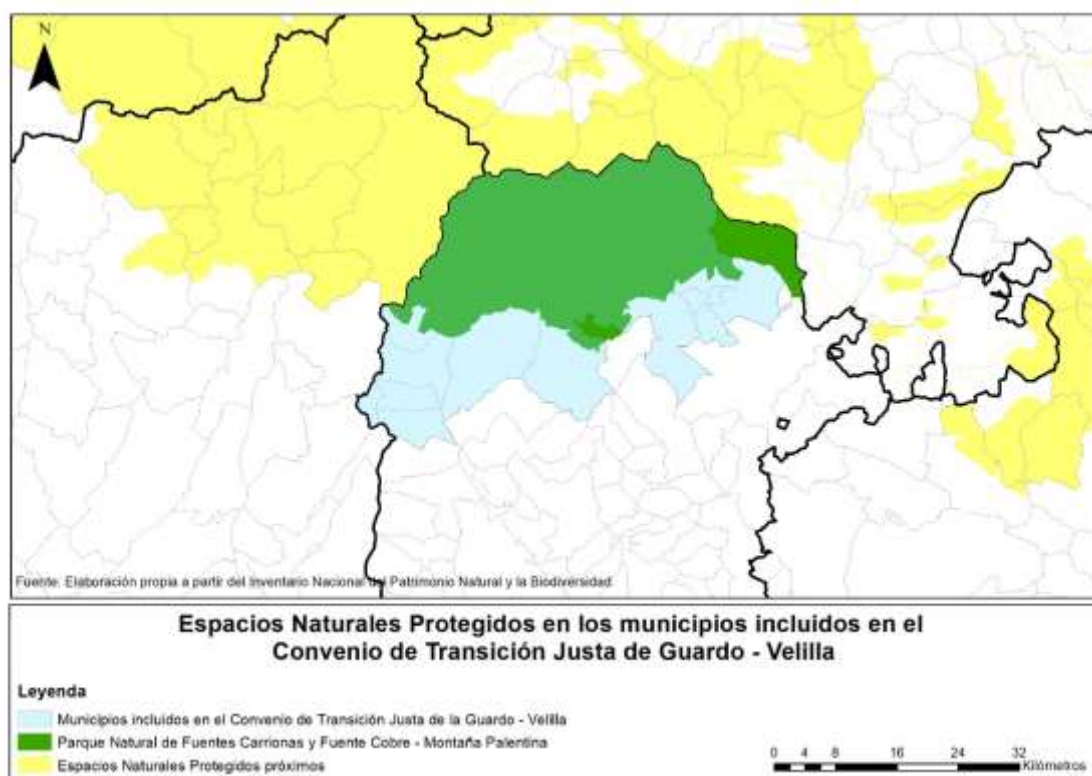 N
Fuente: Elaboración propia a partir del Inventario Nacional del Patrimonio Natural y la Biodiversidad
Espacios Naturales Protegidos en los municipios incluidos en el
Convenio de Transición Justa de Guardo - Velilla
Leyenda
Municipios incluidos en el Convenio de Transición Justa de la Guardo - Velilla
Parque Natural de Fuentes Carrionas y Fuente Cobre - Montaña Palentina
Espacios Naturales Protegidos próximos
0 4 8 16 24 32
Kilómetros